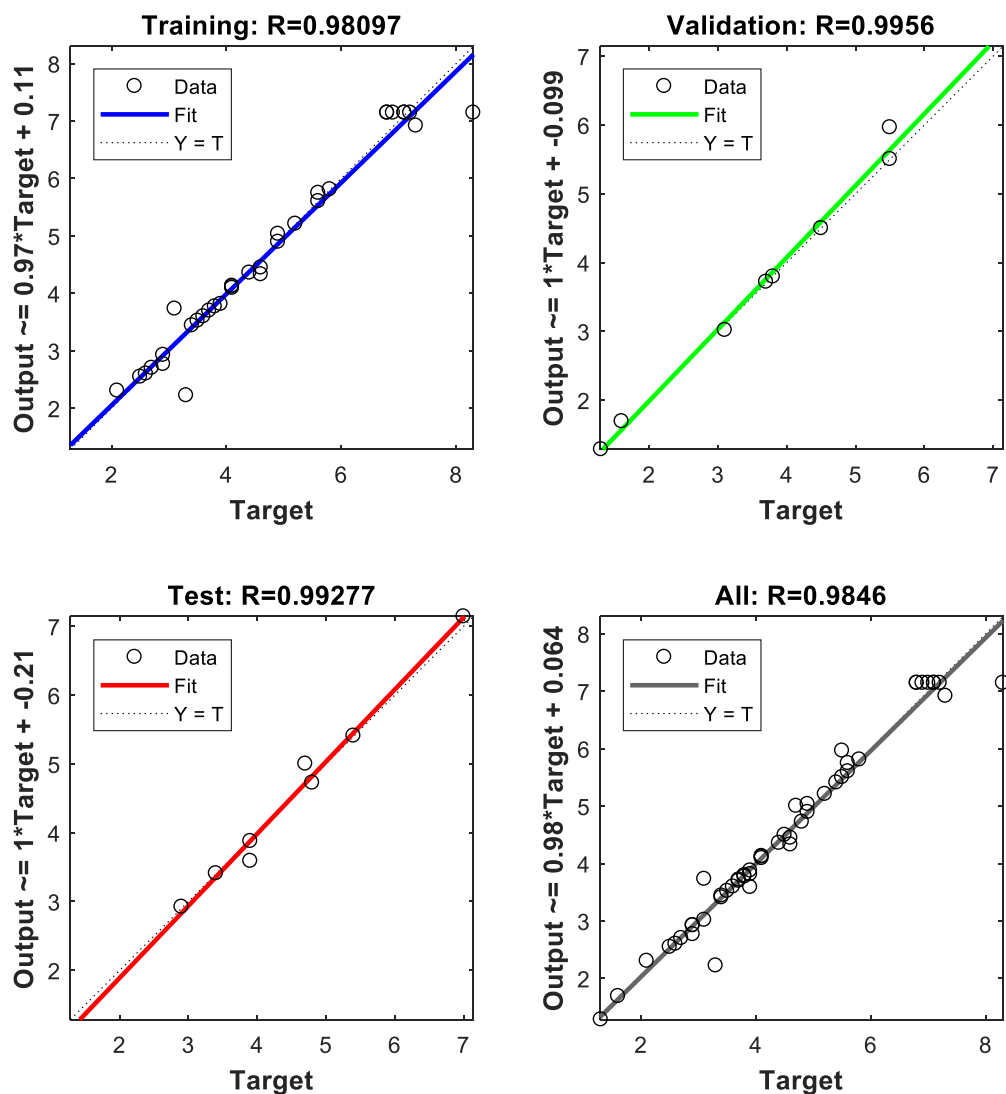 Training: R=0.98097
Output ~= 0.97*Target + 0.11
8
7
6
5
4
3
2
Data
Fit
Y = T
2
4
6
8
Target
Validation: R=0.9956
Output ~= 1*Target + -0.099
7
6
5
4
3
2
Data
Fit
Y = T
2
3
4
5
6
7
Target
Test: R=0.99277
Output ~= 1*Target + -0.21
7
6
5
4
3
2
Data
Fit
Y = T
2
3
4
5
6
7
Target
All: R=0.9846
Output ~= 0.98*Target + 0.064
8
7
6
5
4
3
2
Data
Fit
Y = T
2
4
6
8
Target